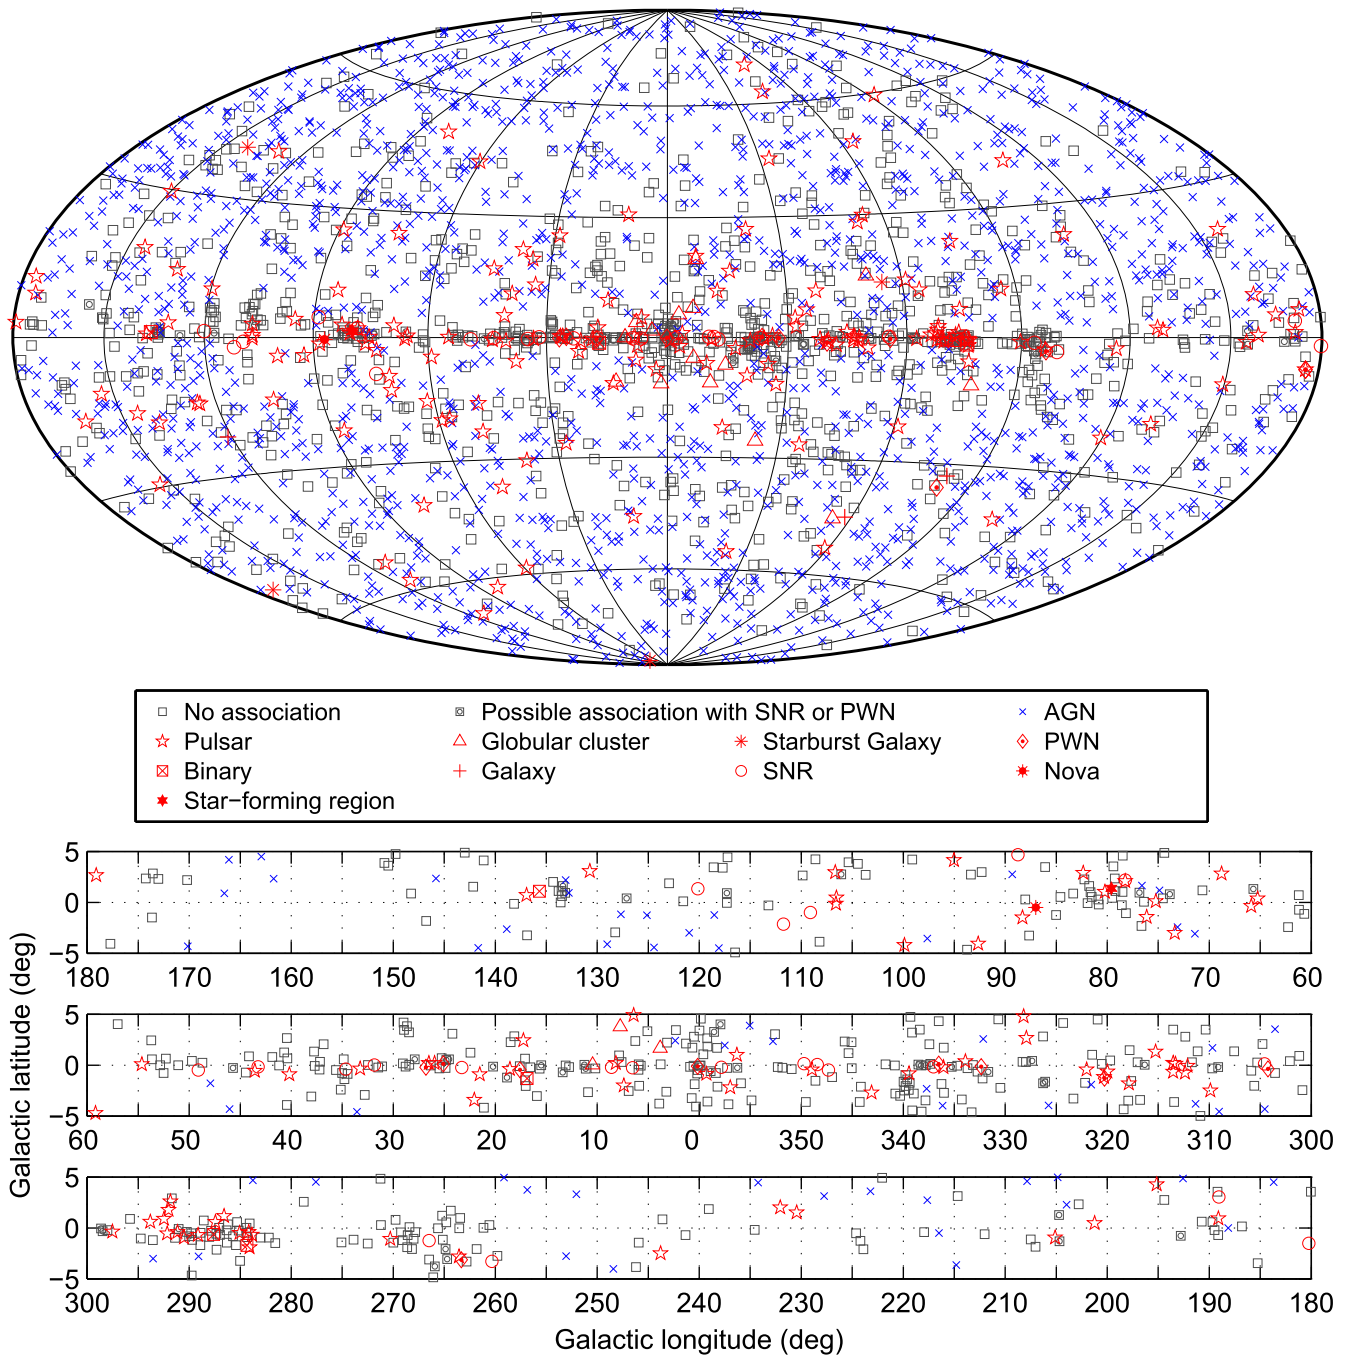 No association
Possible association with SNR or PWN
AGN
Pulsar
Globular cluster
Starburst Galaxy
PWN
Binary
Galaxy
SNR
Nova
Star−forming region
Galactic latitude (deg)
5
0
−5
180 170 160 150 140 130 120 110 100 90 80 70 60
5
0
−5
60 50 40 30 20 10 0 350 340 330 320 310 300
5
0
−5
300 290 280 270 260 250 240 230 220 210 200 190 180
Galactic longitude (deg)